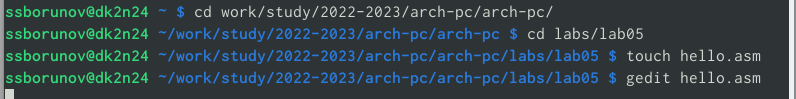 ssborunov@dk2n24 ~ $ cd work/study/2022-2023/arch-pc/arch-pc/
ssborunov@dk2n24 ~/work/study/2022-2023/arch-pc/arch-pc $ cd labs/lab05
ssborunov@dk2n24 ~/work/study/2022-2023/arch-pc/arch-pc/labs/lab05 $ touch hello.asm
ssborunov@dk2n24 ~/work/study/2022-2023/arch-pc/arch-pc/labs/lab05 $ gedit hello.asm